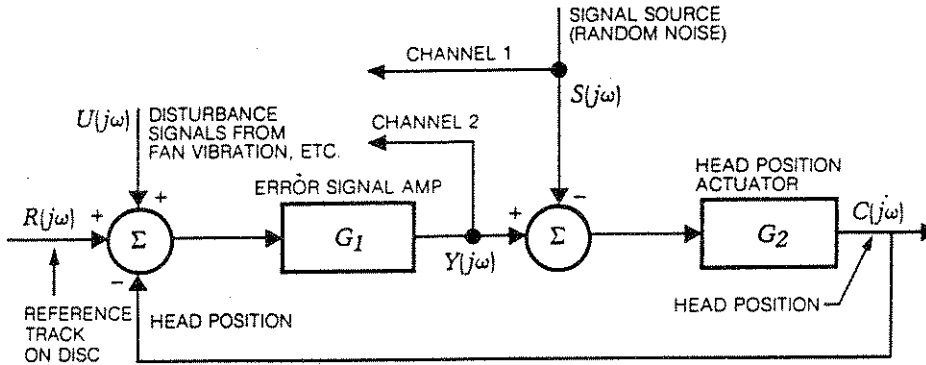 SIGNAL SOURCE
(RANDOM NOISE)
CHANNEL 1
S(jω)
U(jω)
DISTURBANCE
SIGNALS FROM
FAN VIBRATION, ETC.
CHANNEL 2
ERROR SIGNAL AMP
HEAD POSITION
ACTUATOR
R(jω)
+
+
Σ
−
G1
Y(jω)
+
−
Σ
G2
C(jω)
REFERENCE
TRACK
ON DISC
HEAD POSITION
HEAD POSITION